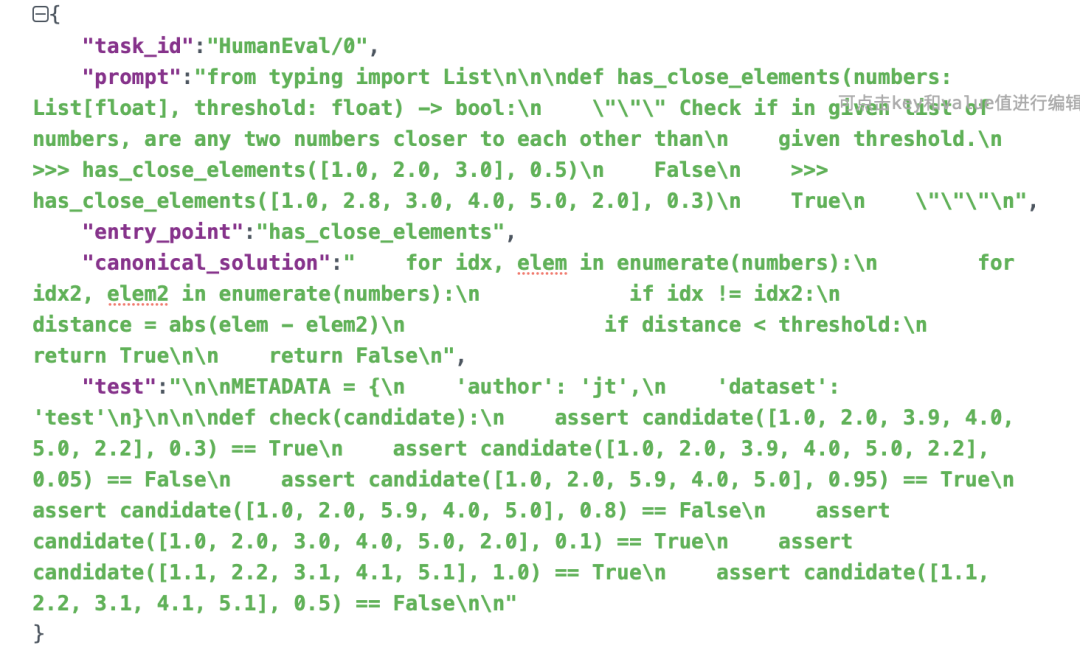 {
"task_id":"HumanEval/0",
"prompt":"from typing import List\n\n\ndef has_close_elements(numbers:
List[float], threshold: float) -> bool:\n    \"\"\" Check if in given list of
可点击key和value值进行编辑
numbers, are any two numbers closer to each other than\n    given threshold.\n
>>> has_close_elements([1.0, 2.0, 3.0], 0.5)\n    False\n    >>>
has_close_elements([1.0, 2.8, 3.0, 4.0, 5.0, 2.0], 0.3)\n    True\n    \"\"\"\n",
"entry_point":"has_close_elements",
"canonical_solution":"    for idx, elem in enumerate(numbers):\n        for
idx2, elem2 in enumerate(numbers):\n            if idx != idx2:\n
distance = abs(elem - elem2)\n                if distance < threshold:\n
return True\n\n    return False\n",
"test":"\n\nMETADATA = {\n    'author': 'jt',\n    'dataset':
'test'\n}\n\n\ndef check(candidate):\n    assert candidate([1.0, 2.0, 3.9, 4.0,
5.0, 2.2], 0.3) == True\n    assert candidate([1.0, 2.0, 3.9, 4.0, 5.0, 2.2],
0.05) == False\n    assert candidate([1.0, 2.0, 5.9, 4.0, 5.0], 0.95) == True\n
assert candidate([1.0, 2.0, 5.9, 4.0, 5.0], 0.8) == False\n    assert
candidate([1.0, 2.0, 3.0, 4.0, 5.0, 2.0], 0.1) == True\n    assert
candidate([1.1, 2.2, 3.1, 4.1, 5.1], 1.0) == True\n    assert candidate([1.1,
2.2, 3.1, 4.1, 5.1], 0.5) == False\n\n"
}